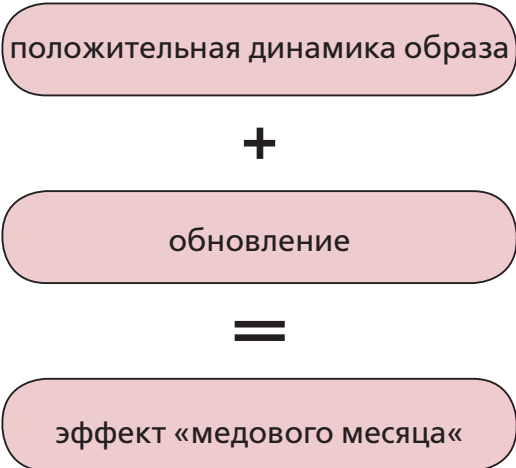 положительная динамика образа
+
обновление
=
эффект «медового месяца“